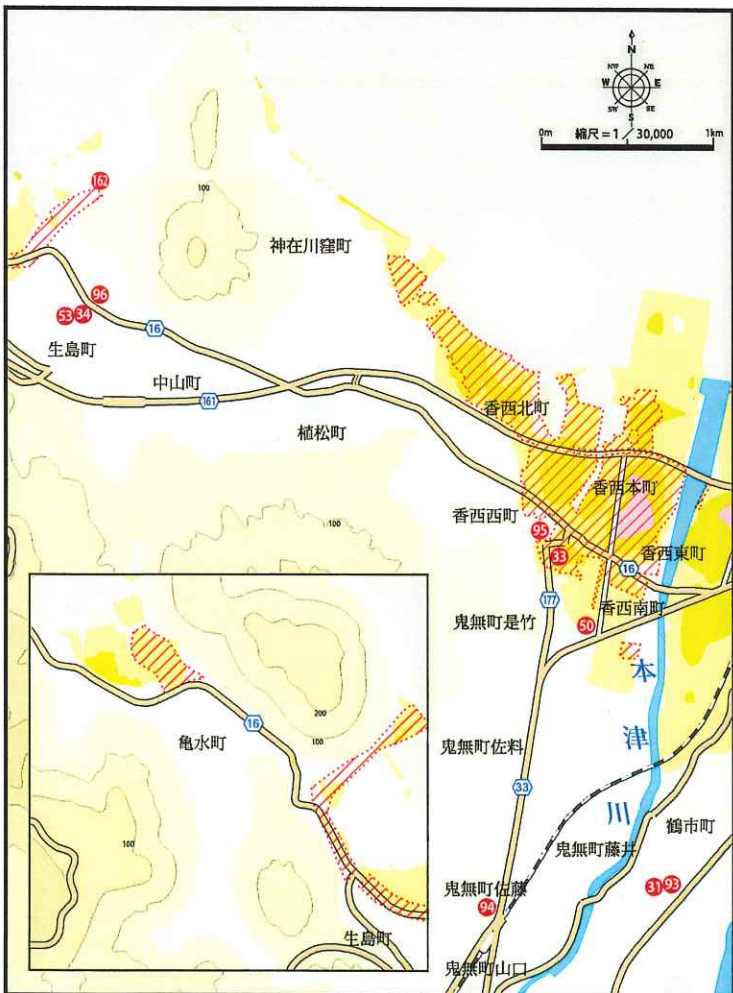 N
NW NE
W E
SW SE
S
0m 縮尺=1/30,000 1km
162
100
神在川窪町
96
53 34
16
生島町
中山町
161
植松町
香西北町
香西本町
香西西町
95
33
香西東町
16
177
香西南町
100
鬼無町是竹
50
本津川
鬼無町佐料
33
鶴市町
鬼無町藤井
31 93
鬼無町佐藤
94
鬼無町山口
亀水町
16
200
100
100
生島町